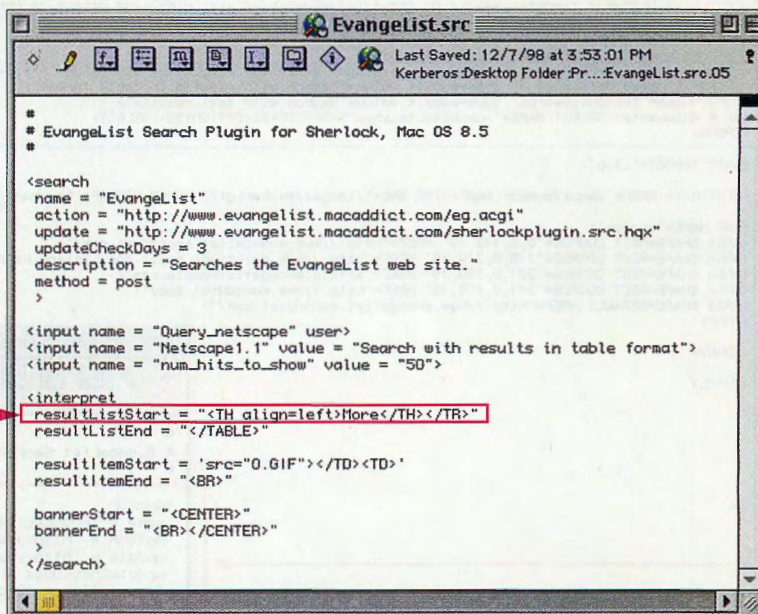 EvangeList.src
Last Saved: 12/7/98 at 3:53:01 PM
Kerberos:Desktop Folder:Pr...:EvangeList.src.05
#
# EvangeList Search Plugin for Sherlock, Mac OS 8.5
#
<search
name = "EvangeList"
action = "http://www.evangelist.macaddict.com/eg.acgi"
update = "http://www.evangelist.macaddict.com/sherlockplugin.src.hqx"
updateCheckDays = 3
description = "Searches the EvangeList web site."
method = post
>
<input name = "Query_netscape" user>
<input name = "Netscape1.1" value = "Search with results in table format">
<input name = "num_hits_to_show" value = "50">
<interpret
resultListStart = "<TH align=left>More</TH></TR>"
resultListEnd = "</TABLE>"
resultItemStart = 'src="0.GIF"></TD><TD>'
resultItemEnd = "<BR>"
bannerStart = "<CENTER>"
bannerEnd = "<BR></CENTER>"
>
</search>